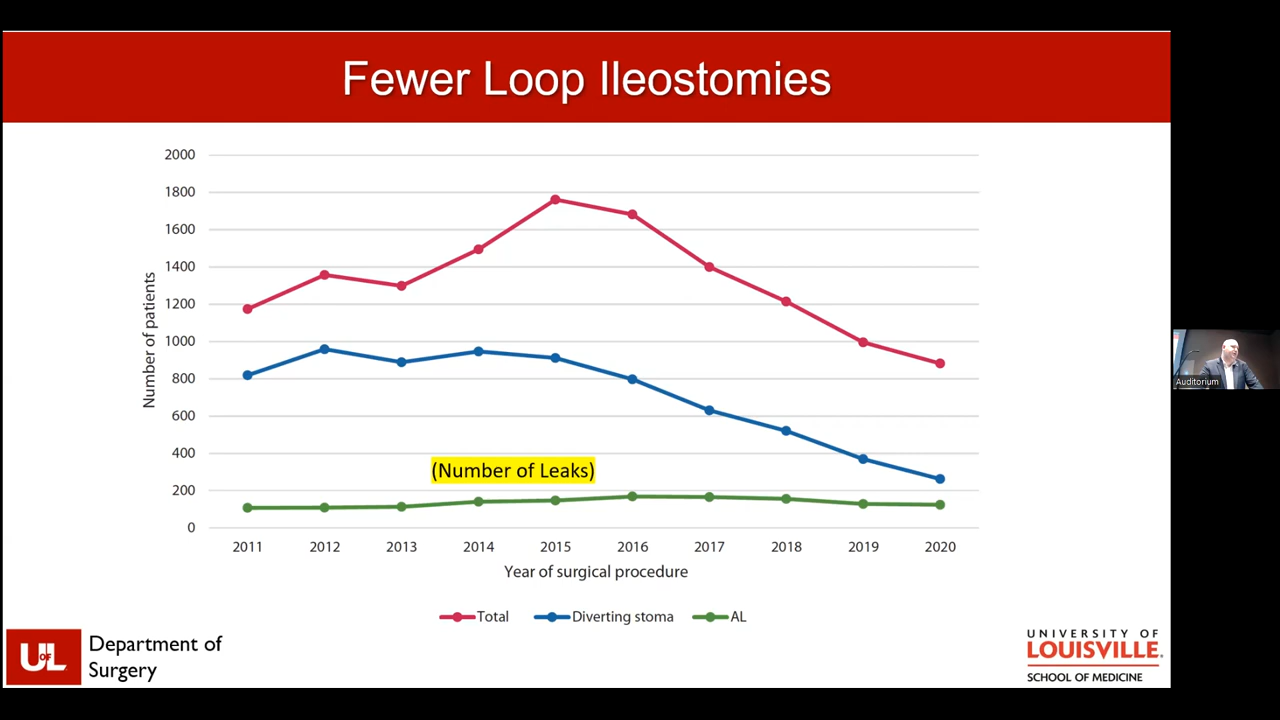 Fewer Loop Ileostomies
2000
1800
1600
1400
1200
1000
800
600
400
200
0
Number of patients
(Number of Leaks)
2011 2012 2013 2014 2015 2016 2017 2018 2019 2020
Year of surgical procedure
Total Diverting stoma AL
Auditorium
UofL
Department of
Surgery
UNIVERSITY OF
LOUISVILLE.
SCHOOL OF MEDICINE